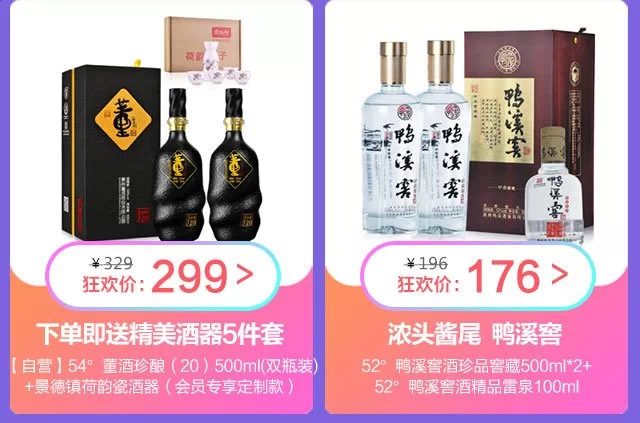 董
董
董
荷韵
¥329
狂欢价: 299 >
下单即送精美酒器5件套
【自营】54° 董酒珍酿（20）500ml(双瓶装)
+景德镇荷韵瓷酒器（会员专享定制款）
鸭溪窖
鸭溪窖
鸭溪窖
鸭溪窖
¥196
狂欢价: 176 >
浓头酱尾 鸭溪窖
52° 鸭溪窖酒珍品窖藏500ml*2+
52° 鸭溪窖酒精品雷泉100ml